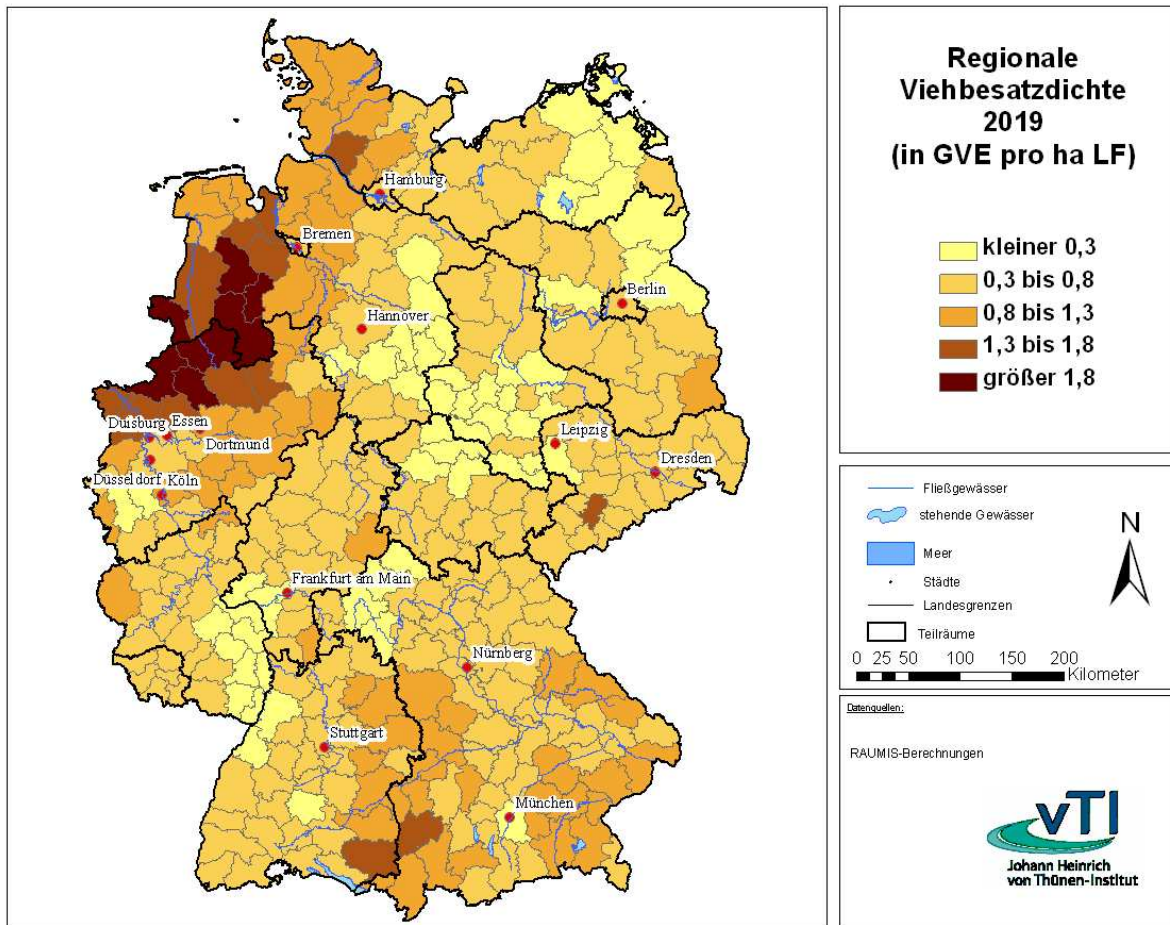 Hamburg
Bremen
Berlin
Hannover
Duisburg
Essen
Dortmund
Leipzig
Düsseldorf
Köln
Dresden
Frankfurt am Main
Nürnberg
Stuttgart
München
Regionale
Viehbesatzdichte
2019
(in GVE pro ha LF)
kleiner 0,3
0,3 bis 0,8
0,8 bis 1,3
1,3 bis 1,8
größer 1,8
Fließgewässer
stehende Gewässer
Meer
Städte
Landesgrenzen
Teilräume
N
0 25 50 100 150 200
Kilometer
Datenquellen:
RAUMIS-Berechnungen
vTI
Johann Heinrich
von Thünen-Institut